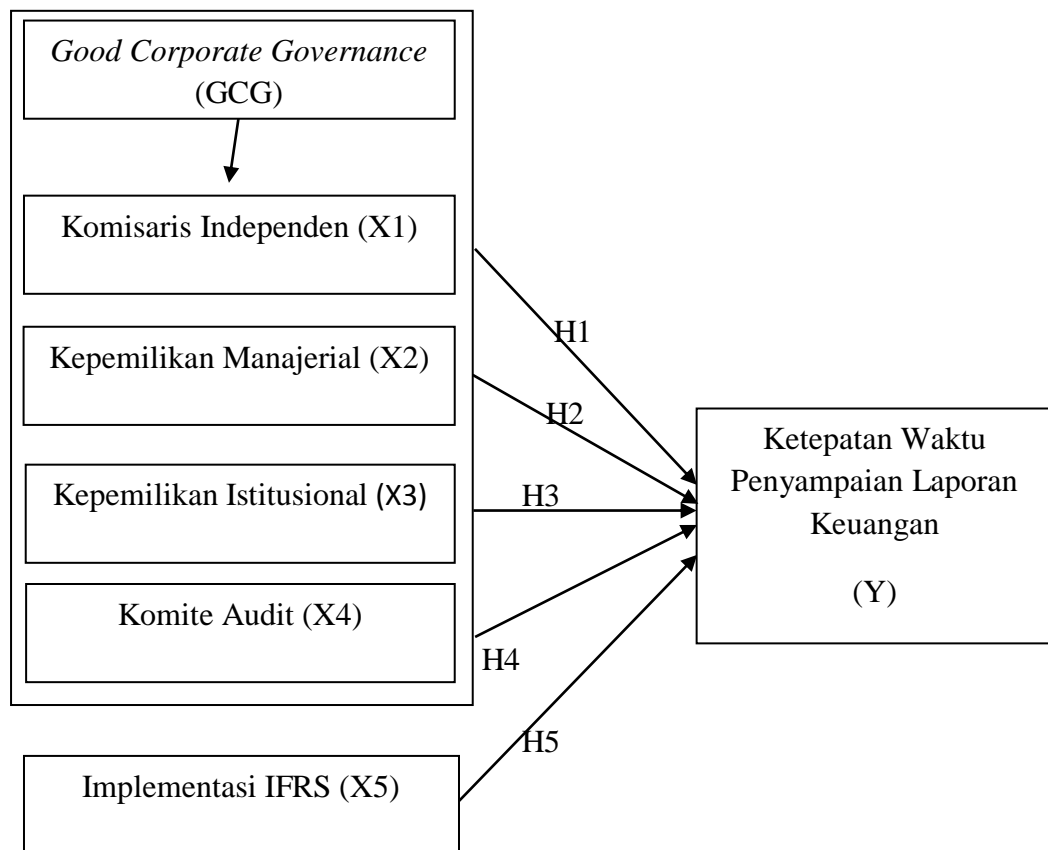 Good Corporate Governance
(GCG)
Komisaris Independen (X1)
H1
Kepemilikan Manajerial (X2)
H2
Ketepatan Waktu
Penyampaian Laporan
Keuangan
(Y)
Kepemilikan Istitusional (X3)
H3
Komite Audit (X4)
H4
H5
Implementasi IFRS (X5)